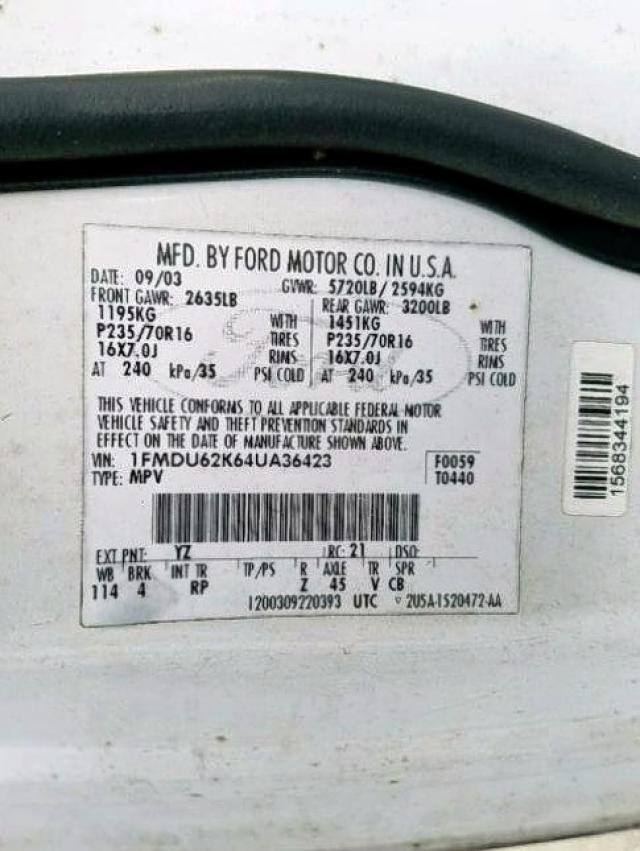 MFD. BY FORD MOTOR CO. IN U.S.A.
DATE: 09/03 GVWR: 5720LB/ 2594KG
FRONT GAWR: 2635LB REAR GAWR: 3200LB
1195KG WITH 1451KG WITH
P235/70R16 TIRES P235/70R16 TIRES
16X7.0J RIMS 16X7.0J RIMS
AT 240 kPa/35 PSI COLD AT 240 kPa/35 PSI COLD
THIS VEHICLE CONFORMS TO ALL APPLICABLE FEDERAL MOTOR
VEHICLE SAFETY AND THEFT PREVENTION STANDARDS IN
EFFECT ON THE DATE OF MANUFACTURE SHOWN ABOVE.
VIN: 1FMDU62K64UA36423 F0059
TYPE: MPV T0440
EXT PNT: YZ RC: 21 DSO:
WB BRK INT TR TP/PS R AXLE TR SPR
114 4 RP Z 45 V CB
1200309220393 UTC ▽ 2U5A-1520472-AA
1568344194